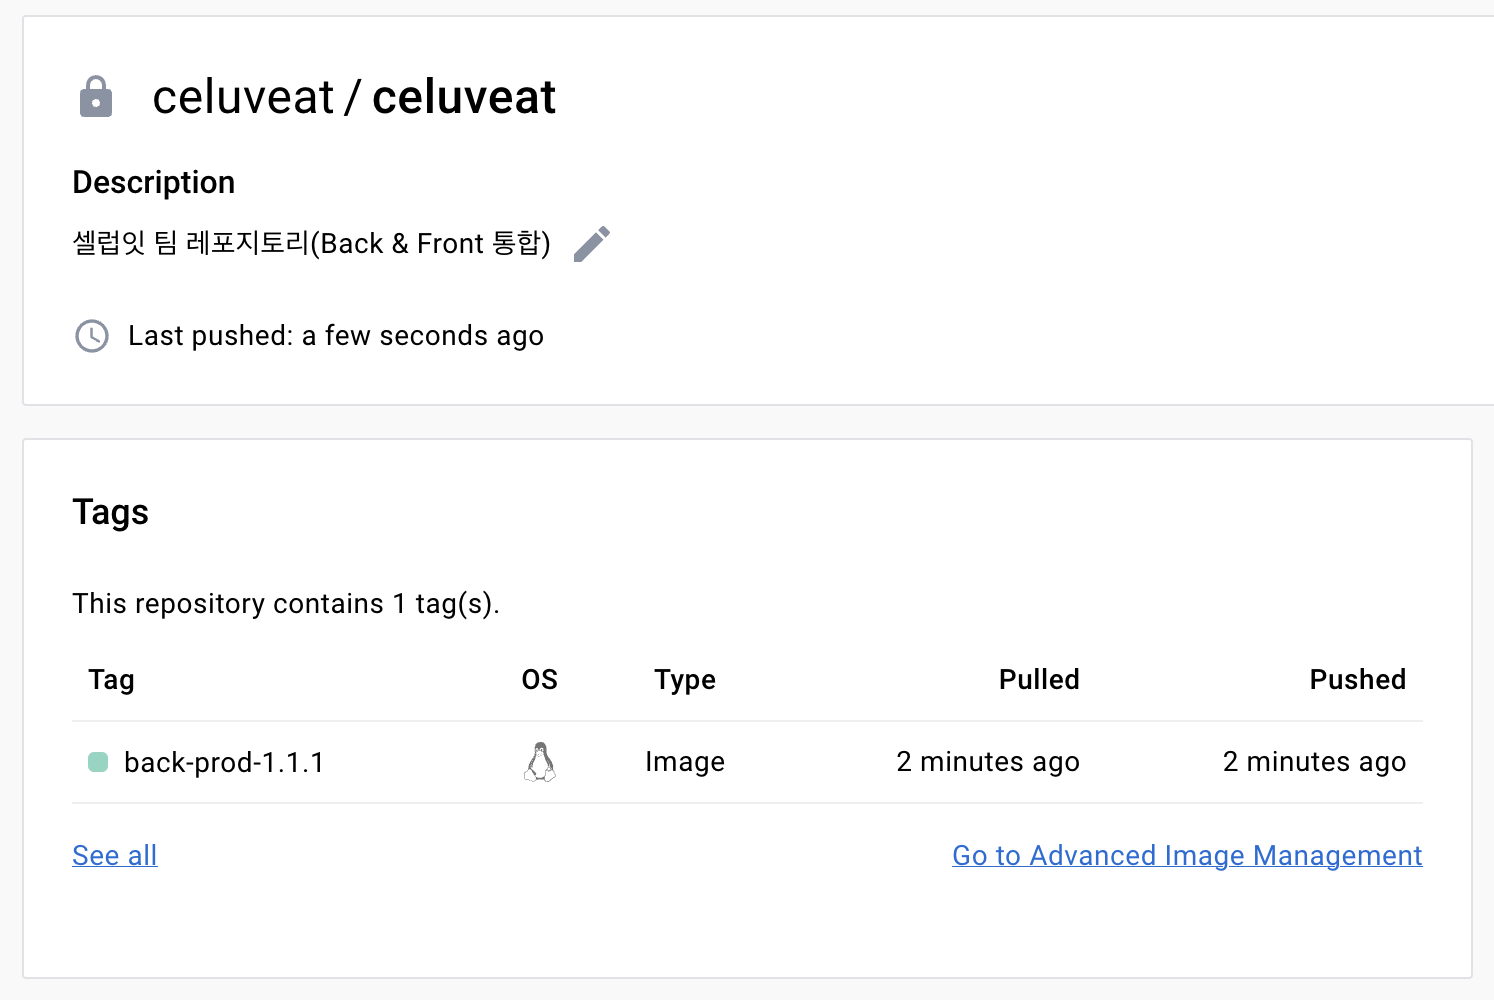 celuveat / celuveat
Description
셀럽잇 팀 레포지토리(Back & Front 통합)
Last pushed: a few seconds ago
Tags
This repository contains 1 tag(s).
Tag OS Type Pulled Pushed
back-prod-1.1.1 Image 2 minutes ago 2 minutes ago
See all Go to Advanced Image Management